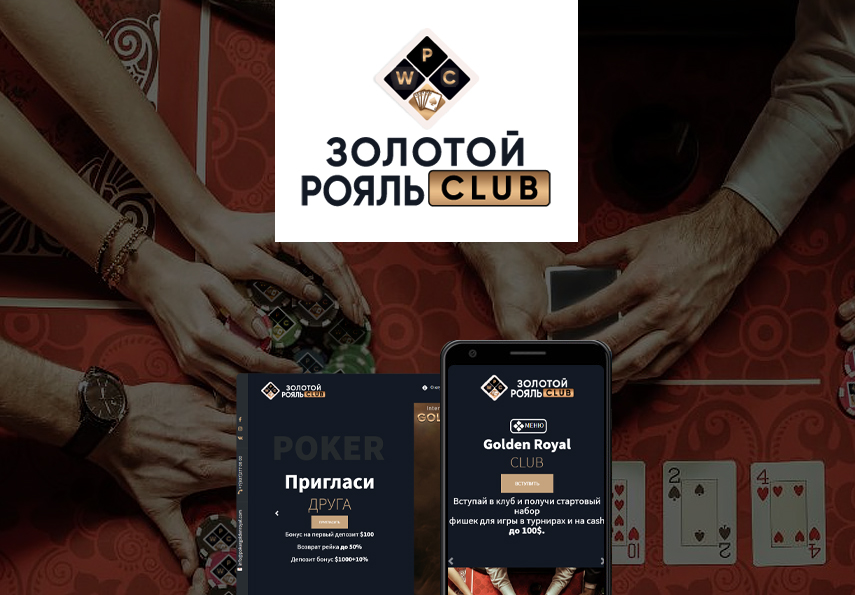 P
W C
ЗОЛОТОЙ
РОЯЛЬ CLUB
ЗОЛОТОЙ
РОЯЛЬ CLUB
POKER
Пригласи
ДРУГА
Бонус на первый депозит $100
Возврат рейка до 50%
Депозит бонус $1000+10%
ЗОЛОТОЙ
РОЯЛЬ CLUB
МЕНЮ
Golden Royal
CLUB
ВСТУПИТЬ
Вступай в клуб и получи стартовый
набор
фишек для игры в турнирах и на cash
до 100$.
10
2
2
4
4